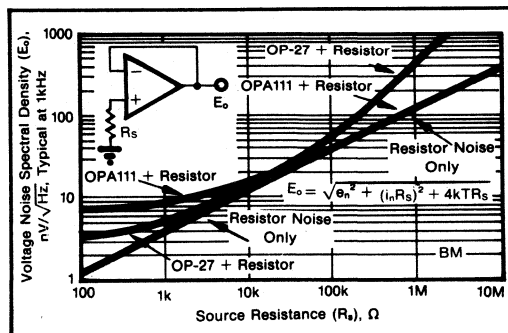 Voltage Noise Spectral Density (Eₒ),
nV/√Hz, Typical at 1kHz
1000
100
10
1
OP-27 + Resistor
OPA111 + Resistor
−
+
Eₒ
Rs
Resistor Noise
Only
OPA111 + Resistor
Eₒ = √eₙ² + (iₙRs)² + 4kTRs
Resistor Noise
Only
OP-27 + Resistor
BM
100 1k 10k 100k 1M 10M
Source Resistance (Rs), Ω